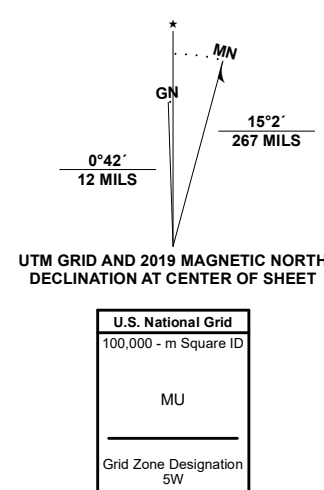 ★
MN
GN
15°2´
267 MILS
0°42´
12 MILS
UTM GRID AND 2019 MAGNETIC NORTH
DECLINATION AT CENTER OF SHEET
U.S. National Grid
100,000 - m Square ID
MU
Grid Zone Designation
5W